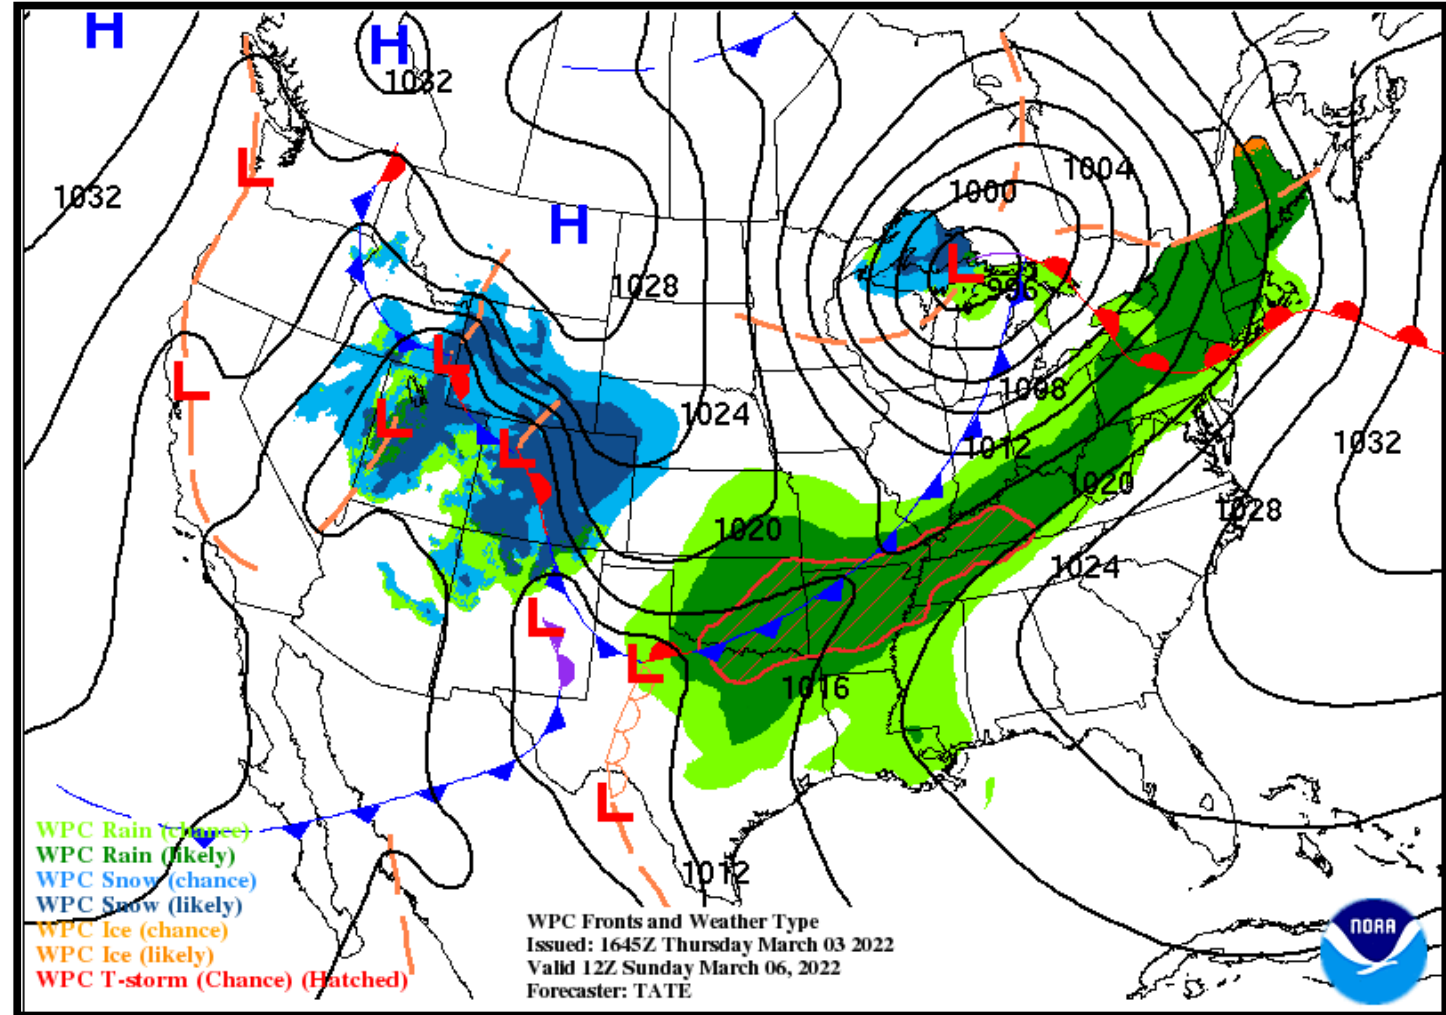 H
H
1032
L
1032
1004
1000
H
L
996
1028
L
L
L
1008
1024
L
1012
1032
1020
1028
1020
1024
L
L
1016
L
1012
WPC Rain (chance)
WPC Rain (likely)
WPC Snow (chance)
WPC Snow (likely)
WPC Ice (chance)
WPC Ice (likely)
WPC T-storm (Chance) (Hatched)
WPC Fronts and Weather Type
Issued: 1645Z Thursday March 03 2022
Valid 12Z Sunday March 06, 2022
Forecaster: TATE
NOAA